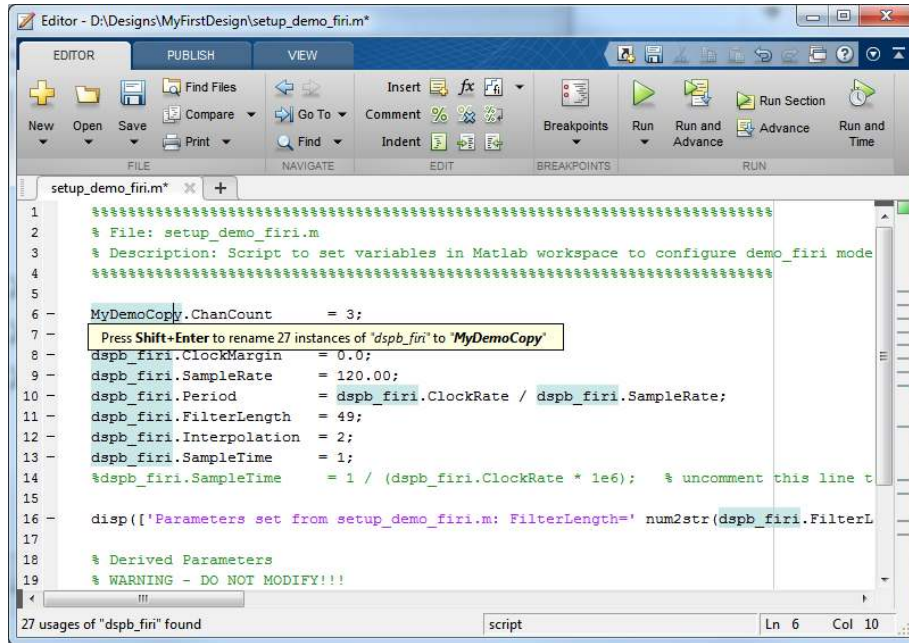 Editor - D:\Designs\MyFirstDesign\setup_demo_firi.m*
EDITOR PUBLISH VIEW
New Open Save Find Files Compare Print
FILE
Go To Find
NAVIGATE
Insert fx fi
Comment % %
Indent
EDIT
Breakpoints
BREAKPOINTS
Run Run and Advance Run Section Advance Run and Time
RUN
setup_demo_firi.m* × +
1 %%%%%%%%%%%%%%%%%%%%%%%%%%%%%%%%%%%%%%%%%%%%%%%%%%%%%%%%%%%%%%%%%%%%%%%%%%%
2 % File: setup_demo_firi.m
3 % Description: Script to set variables in Matlab workspace to configure demo_firi mode
4 %%%%%%%%%%%%%%%%%%%%%%%%%%%%%%%%%%%%%%%%%%%%%%%%%%%%%%%%%%%%%%%%%%%%%%%%%%%
5
6 – MyDemoCopy.ChanCount = 3;
7 – Press Shift+Enter to rename 27 instances of "dspb_firi" to "MyDemoCopy"
8 – dspb_firi.ClockMargin = 0.0;
9 – dspb_firi.SampleRate = 120.00;
10 – dspb_firi.Period = dspb_firi.ClockRate / dspb_firi.SampleRate;
11 – dspb_firi.FilterLength = 49;
12 – dspb_firi.Interpolation = 2;
13 – dspb_firi.SampleTime = 1;
14 %dspb_firi.SampleTime = 1 / (dspb_firi.ClockRate * 1e6); % uncomment this line t
15
16 – disp(['Parameters set from setup_demo_firi.m: FilterLength=' num2str(dspb_firi.FilterL
17
18 % Derived Parameters
19 % WARNING - DO NOT MODIFY!!!
27 usages of "dspb_firi" found script Ln 6 Col 10